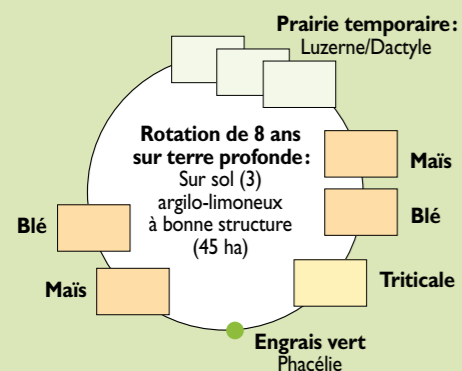 Prairie temporaire :
Luzerne/Dactyle
Rotation de 8 ans
sur terre profonde :
Sur sol (3)
argilo-limoneux
à bonne structure
(45 ha)
Maïs
Blé
Triticale
Engrais vert
Phacélie
Maïs
Blé